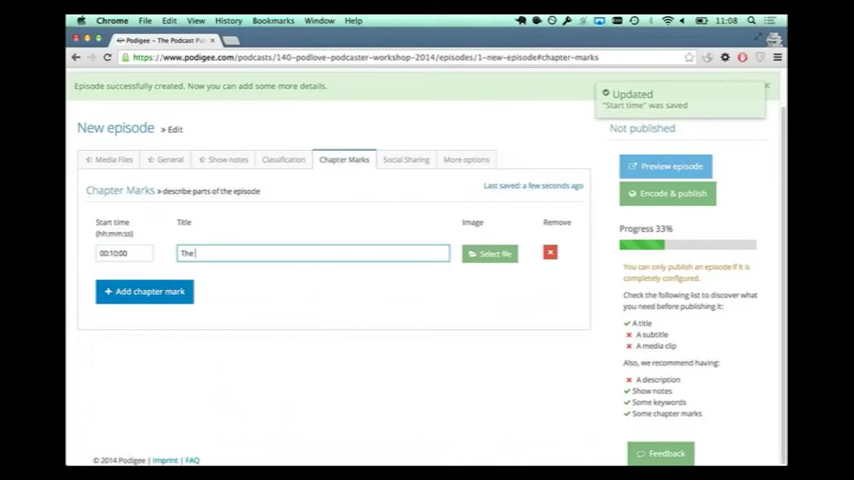 Chrome File Edit View History Bookmarks Window Help 11:08
Podigee – The Podcast Pu
https://www.podigee.com/podcasts/140-podlove-podcaster-workshop-2014/episodes/1-new-episode#chapter-marks
Episode successfully created. Now you can add some more details.
Updated
"Start time" was saved
New episode » Edit
Not published
Media Files General Show notes Classification Chapter Marks Social Sharing More options
Preview episode
Chapter Marks » describe parts of the episode
Last saved: a few seconds ago
Encode & publish
Start time
(hh:mm:ss)
Title
Image
Remove
00:10:00
The
Select file
Add chapter mark
Progress 33%
You can only publish an episode if it is
completely configured.
Check the following list to discover what
you need before publishing it:
A title
A subtitle
A media clip
Also, we recommend having:
A description
Show notes
Some keywords
Some chapter marks
Feedback
© 2014 Podigee | Imprint | FAQ